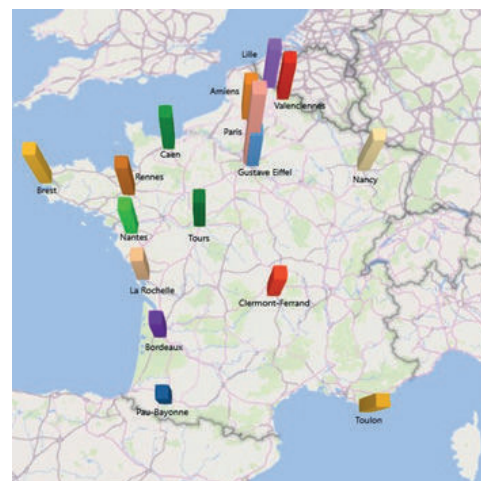 Lille
Amiens
Valenciennes
Paris
Caen
Gustave Eiffel
Nancy
Rennes
Brest
Nantes
Tours
La Rochelle
Clermont-Ferrand
Bordeaux
Pau-Bayonne
Toulon